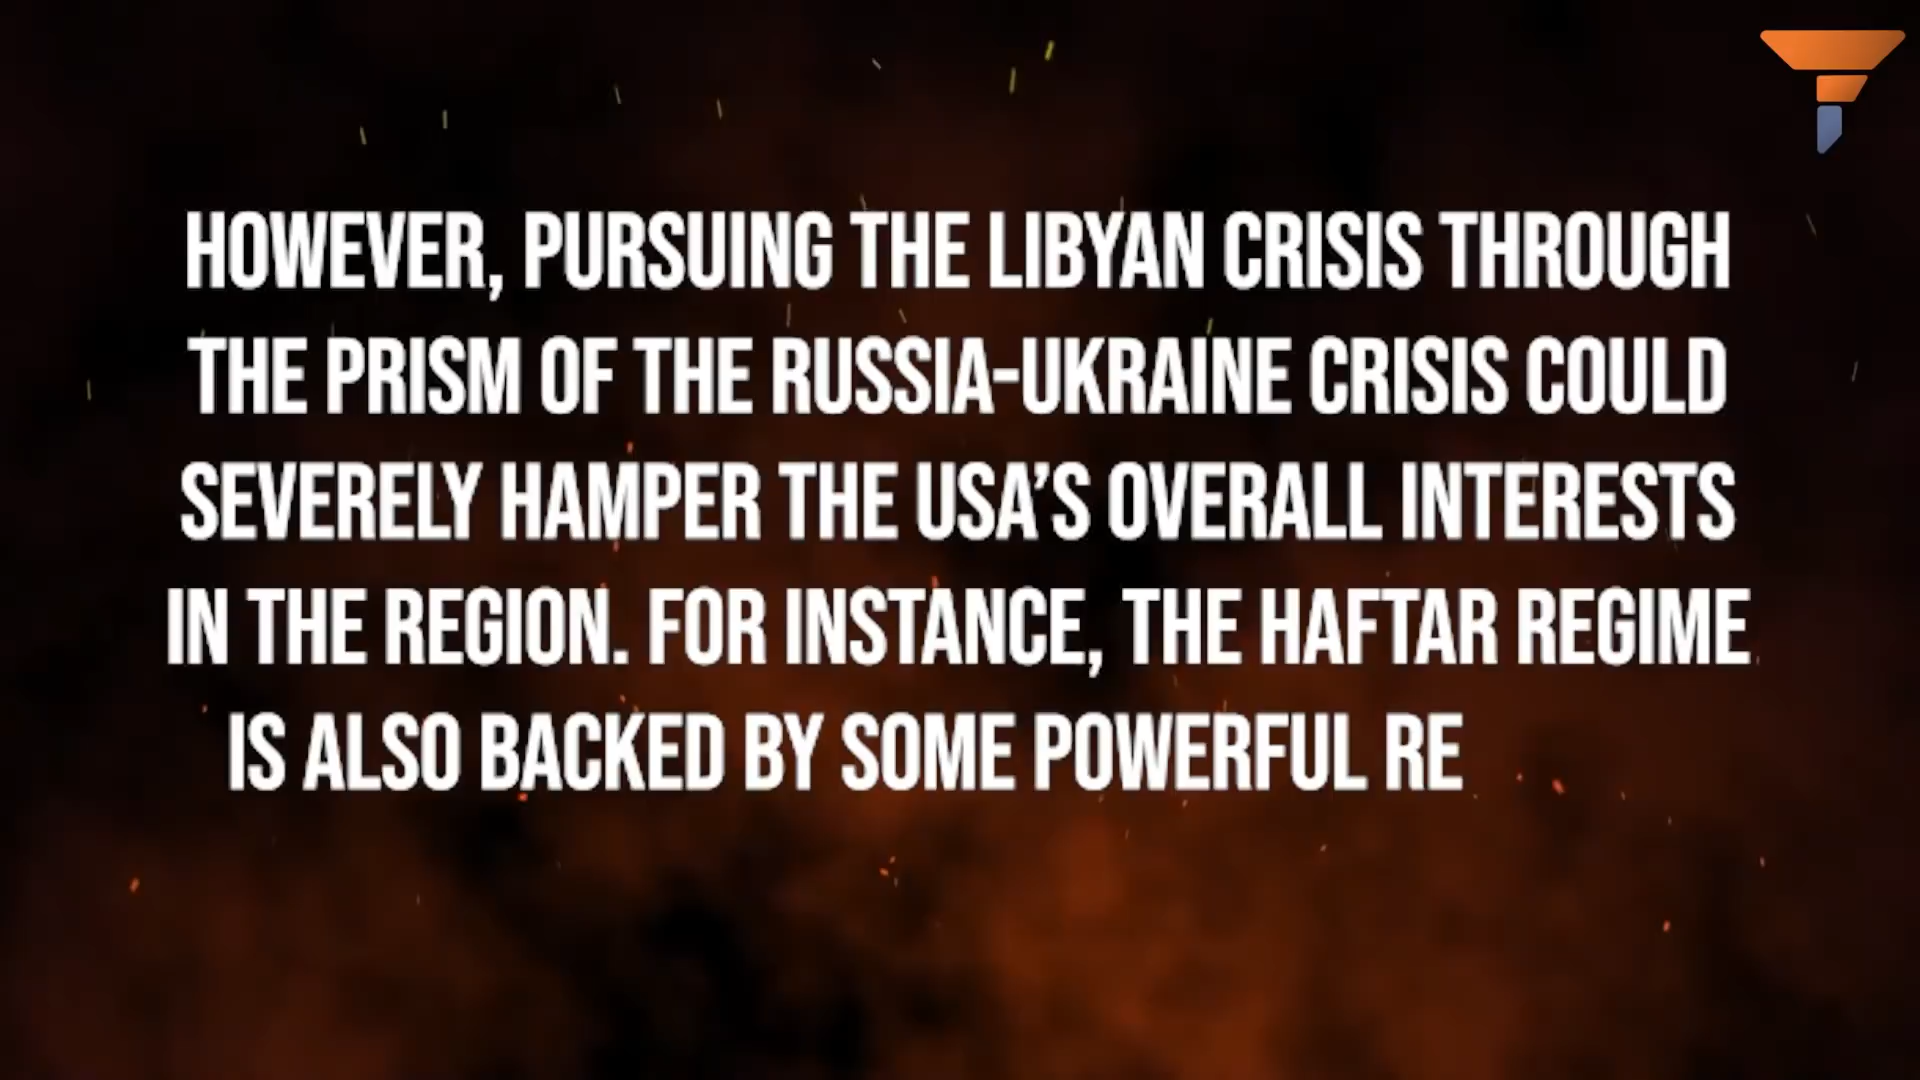 HOWEVER, PURSUING THE LIBYAN CRISIS THROUGH
THE PRISM OF THE RUSSIA-UKRAINE CRISIS COULD
SEVERELY HAMPER THE USA’S OVERALL INTERESTS
IN THE REGION. FOR INSTANCE, THE HAFTAR REGIME
IS ALSO BACKED BY SOME POWERFUL RE